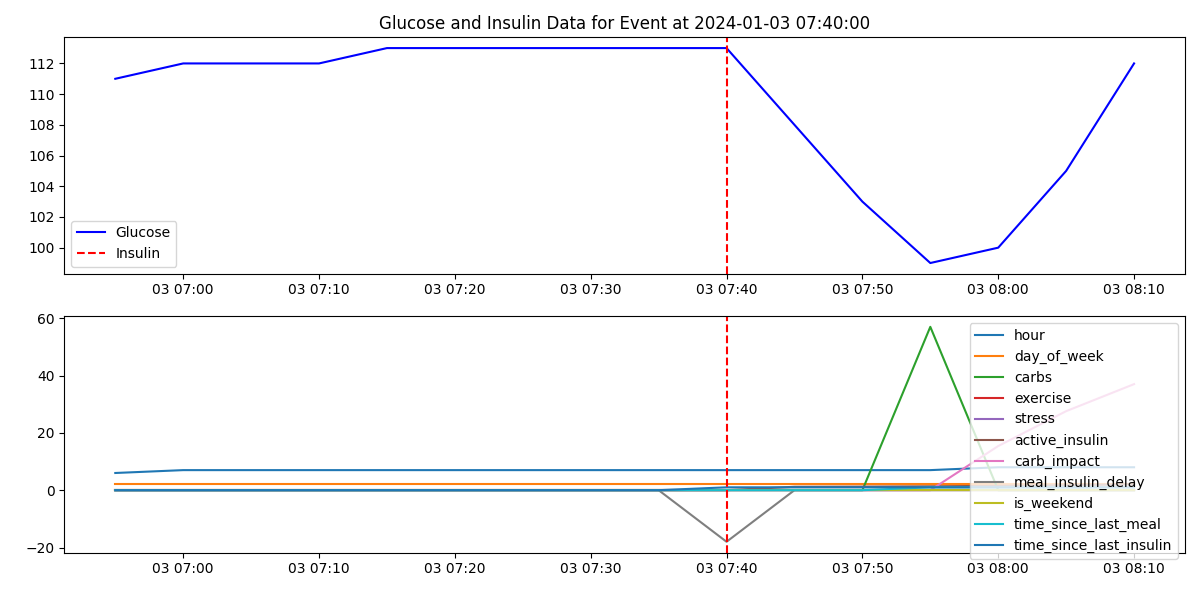 Glucose and Insulin Data for Event at 2024-01-03 07:40:00
112
110
108
106
104
102
100
Glucose
Insulin
03 07:00 03 07:10 03 07:20 03 07:30 03 07:40 03 07:50 03 08:00 03 08:10
60
40
20
0
−20
hour
day_of_week
carbs
exercise
stress
active_insulin
carb_impact
meal_insulin_delay
is_weekend
time_since_last_meal
time_since_last_insulin
03 07:00 03 07:10 03 07:20 03 07:30 03 07:40 03 07:50 03 08:00 03 08:10